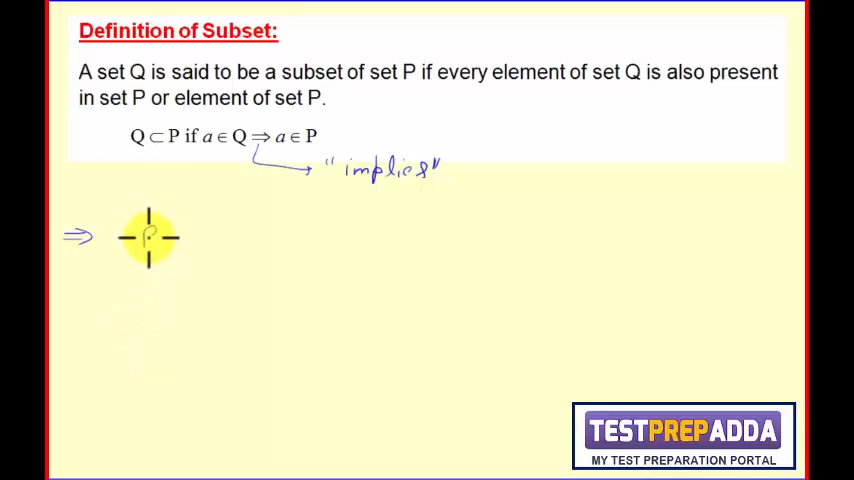 Definition of Subset:
A set Q is said to be a subset of set P if every element of set Q is also present
in set P or element of set P.
Q ⊂ P if a ∈ Q ⇒ a ∈ P
"implies"
⇒ P
TESTPREPADDA
MY TEST PREPARATION PORTAL